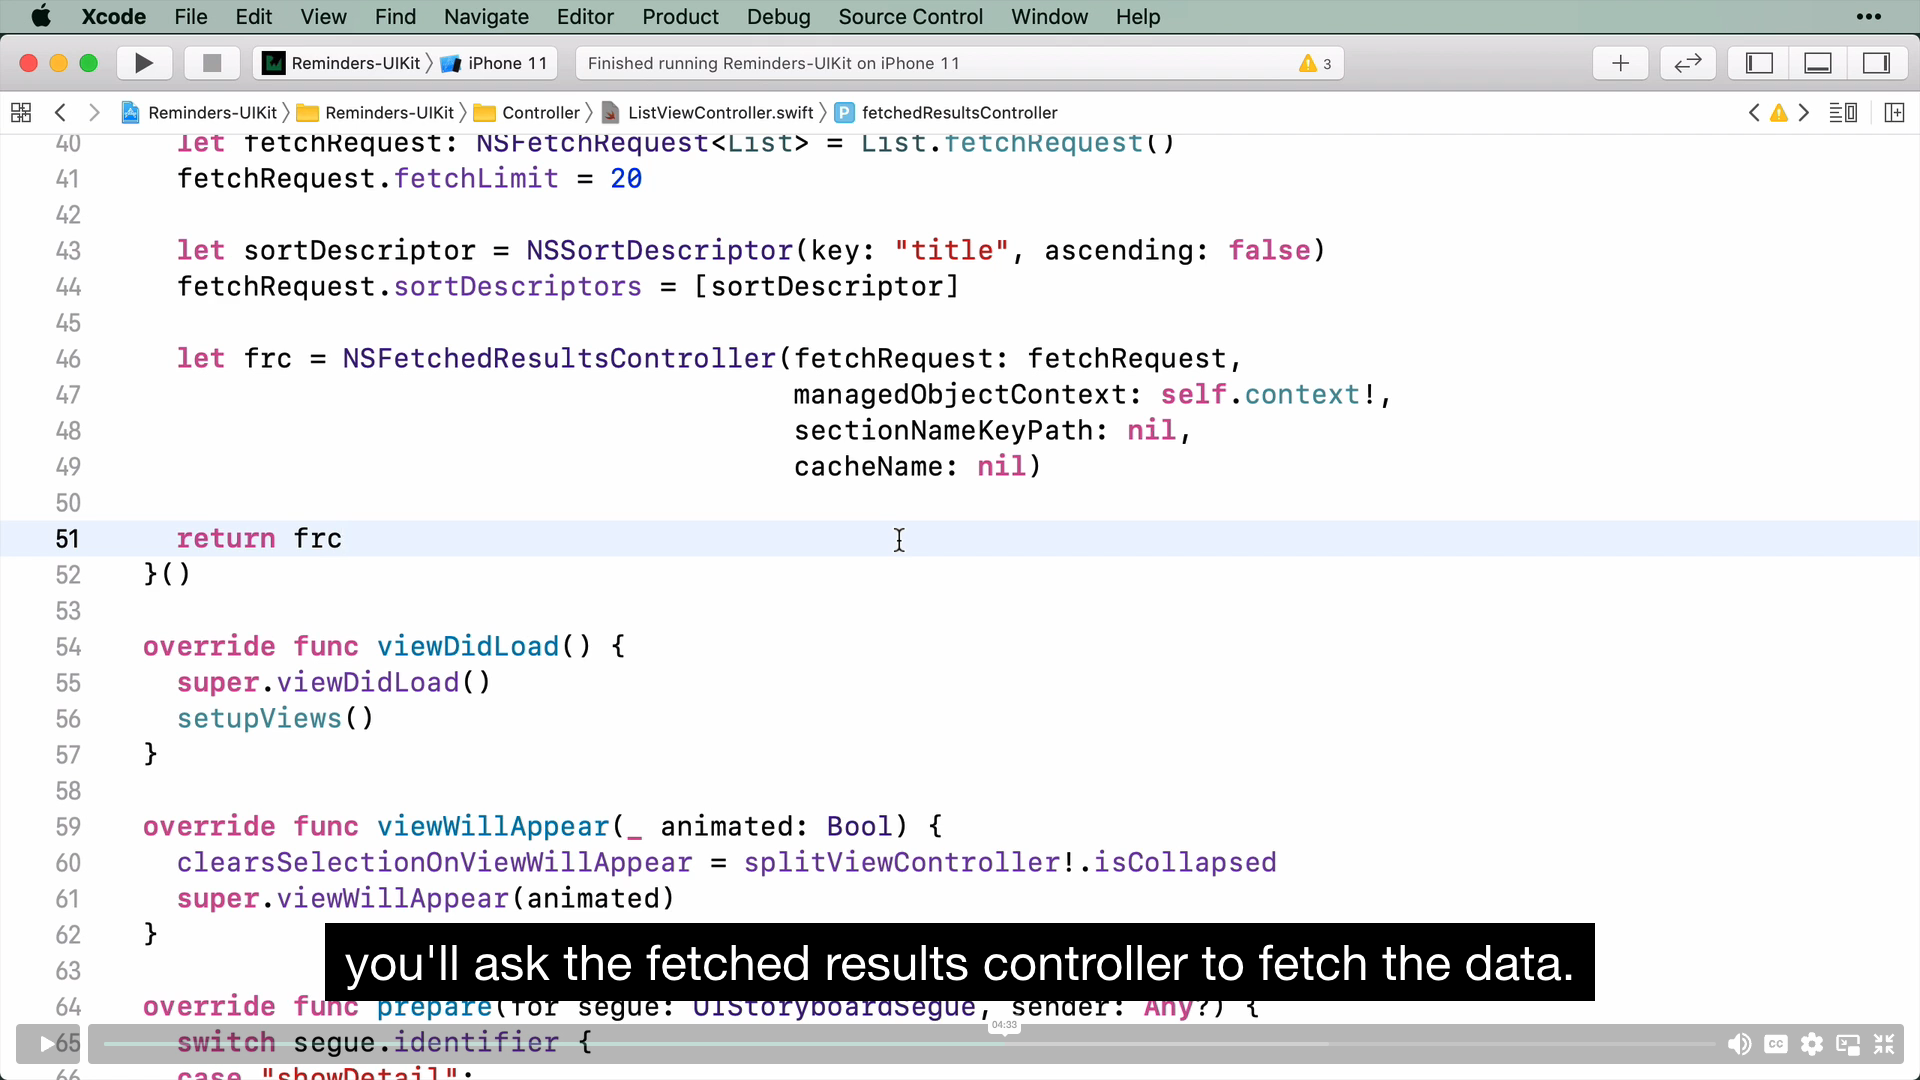 Xcode File Edit View Find Navigate Editor Product Debug Source Control Window Help
Reminders-UIKit iPhone 11 Finished running Reminders-UIKit on iPhone 11 3
Reminders-UIKit Reminders-UIKit Controller ListViewController.swift P fetchedResultsController
40 let fetchRequest: NSFetchRequest<List> = List.fetchRequest()
41 fetchRequest.fetchLimit = 20
42
43 let sortDescriptor = NSSortDescriptor(key: "title", ascending: false)
44 fetchRequest.sortDescriptors = [sortDescriptor]
45
46 let frc = NSFetchedResultsController(fetchRequest: fetchRequest,
47 managedObjectContext: self.context!,
48 sectionNameKeyPath: nil,
49 cacheName: nil)
50
51 return frc
52 }()
53
54 override func viewDidLoad() {
55 super.viewDidLoad()
56 setupViews()
57 }
58
59 override func viewWillAppear(_ animated: Bool) {
60 clearsSelectionOnViewWillAppear = splitViewController!.isCollapsed
61 super.viewWillAppear(animated)
62 }
you'll ask the fetched results controller to fetch the data.
63
64 override func prepare(for segue: UIStoryboardSegue, sender: Any?) {
04:33
65 switch segue.identifier {
CC
66 case "showDetail":